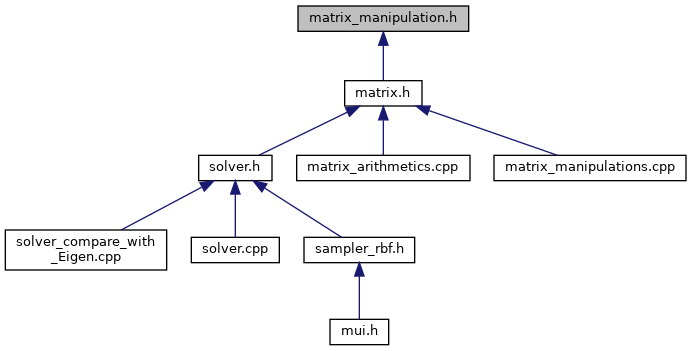 matrix_manipulation.h
matrix.h
solver.h
matrix_arithmetics.cpp
matrix_manipulations.cpp
solver_compare_with
_Eigen.cpp
solver.cpp
sampler_rbf.h
mui.h